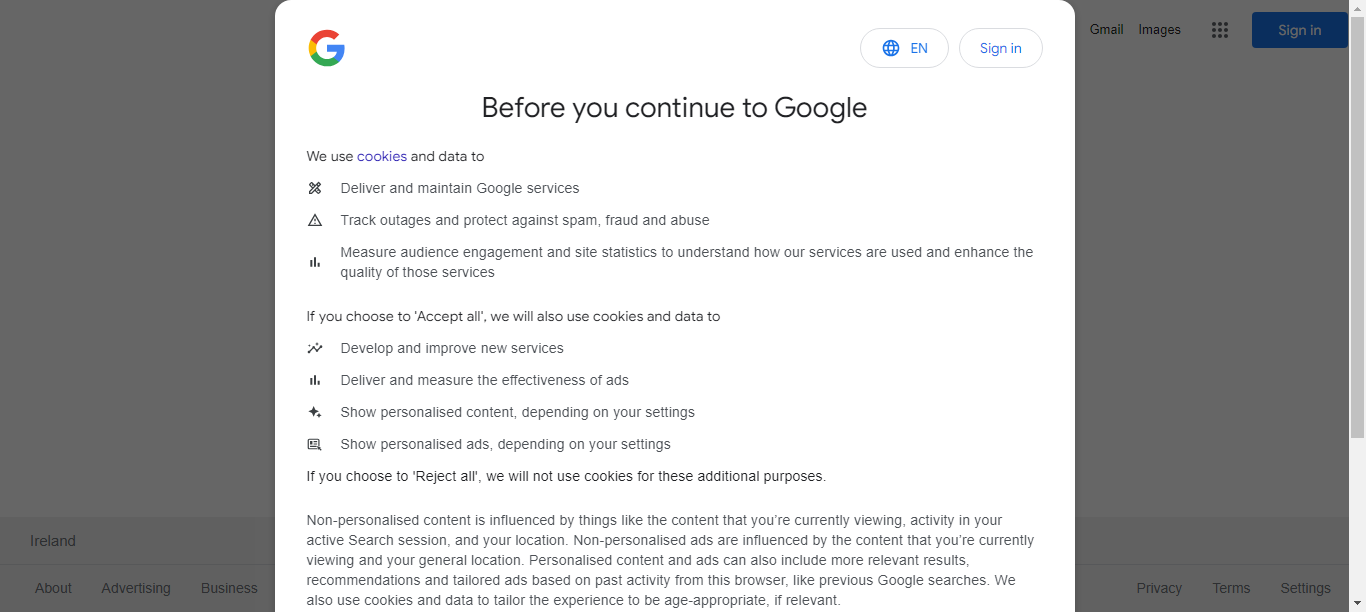 Gmail Images Sign in
EN Sign in
Before you continue to Google
We use cookies and data to
Deliver and maintain Google services
Track outages and protect against spam, fraud and abuse
Measure audience engagement and site statistics to understand how our services are used and enhance the
quality of those services
If you choose to 'Accept all', we will also use cookies and data to
Develop and improve new services
Deliver and measure the effectiveness of ads
Show personalised content, depending on your settings
Show personalised ads, depending on your settings
If you choose to 'Reject all', we will not use cookies for these additional purposes.
Non-personalised content is influenced by things like the content that you’re currently viewing, activity in your
active Search session, and your location. Non-personalised ads are influenced by the content that you’re currently
viewing and your general location. Personalised content and ads can also include more relevant results,
recommendations and tailored ads based on past activity from this browser, like previous Google searches. We
also use cookies and data to tailor the experience to be age-appropriate, if relevant.
Ireland
About Advertising Business
Privacy Terms Settings